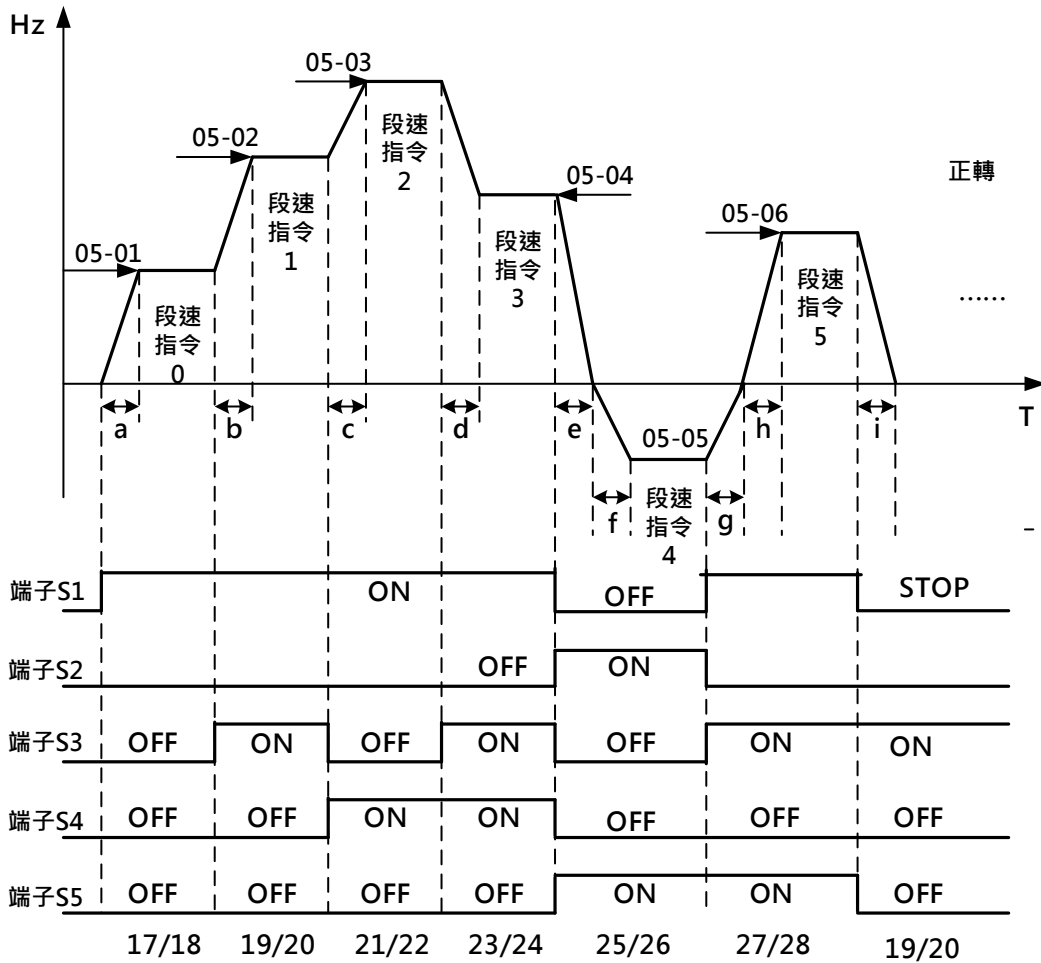 Hz
05-03
05-02
05-04
05-06
05-01
正轉
段速
指令
0
段速
指令
1
段速
指令
2
段速
指令
3
段速
指令
5
……
T
a
b
c
d
e
f
05-05
g
h
i
段速
指令
4
–
端子S1
ON
OFF
STOP
端子S2
OFF
ON
端子S3
OFF
ON
OFF
ON
OFF
ON
ON
端子S4
OFF
OFF
ON
ON
OFF
OFF
OFF
端子S5
OFF
OFF
OFF
OFF
ON
ON
OFF
17/18
19/20
21/22
23/24
25/26
27/28
19/20